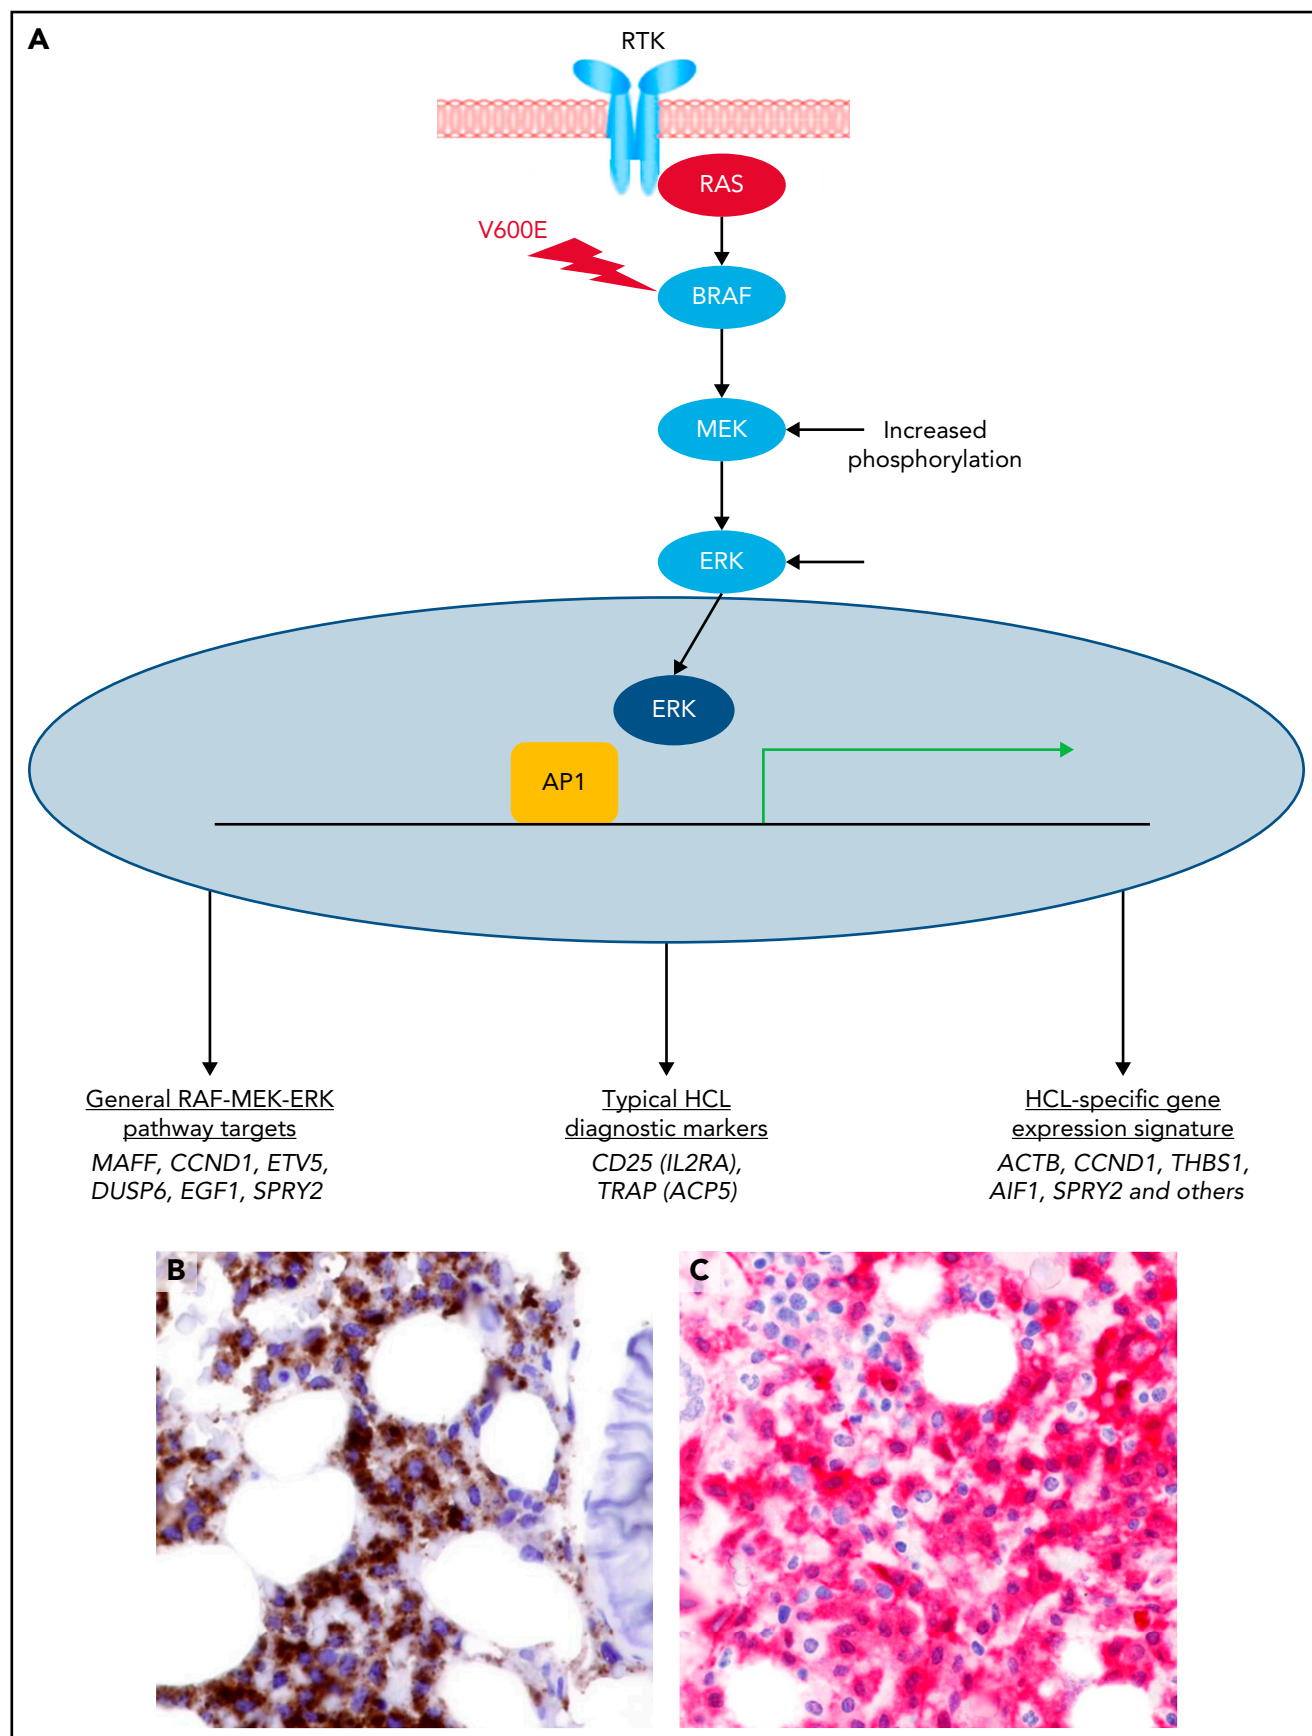 A
RTK
RAS
V600E
BRAF
MEK
Increased
phosphorylation
ERK
ERK
AP1
General RAF-MEK-ERK
pathway targets
MAFF, CCND1, ETV5,
DUSP6, EGF1, SPRY2
Typical HCL
diagnostic markers
CD25 (IL2RA),
TRAP (ACP5)
HCL-specific gene
expression signature
ACTB, CCND1, THBS1,
AIF1, SPRY2 and others
B
C